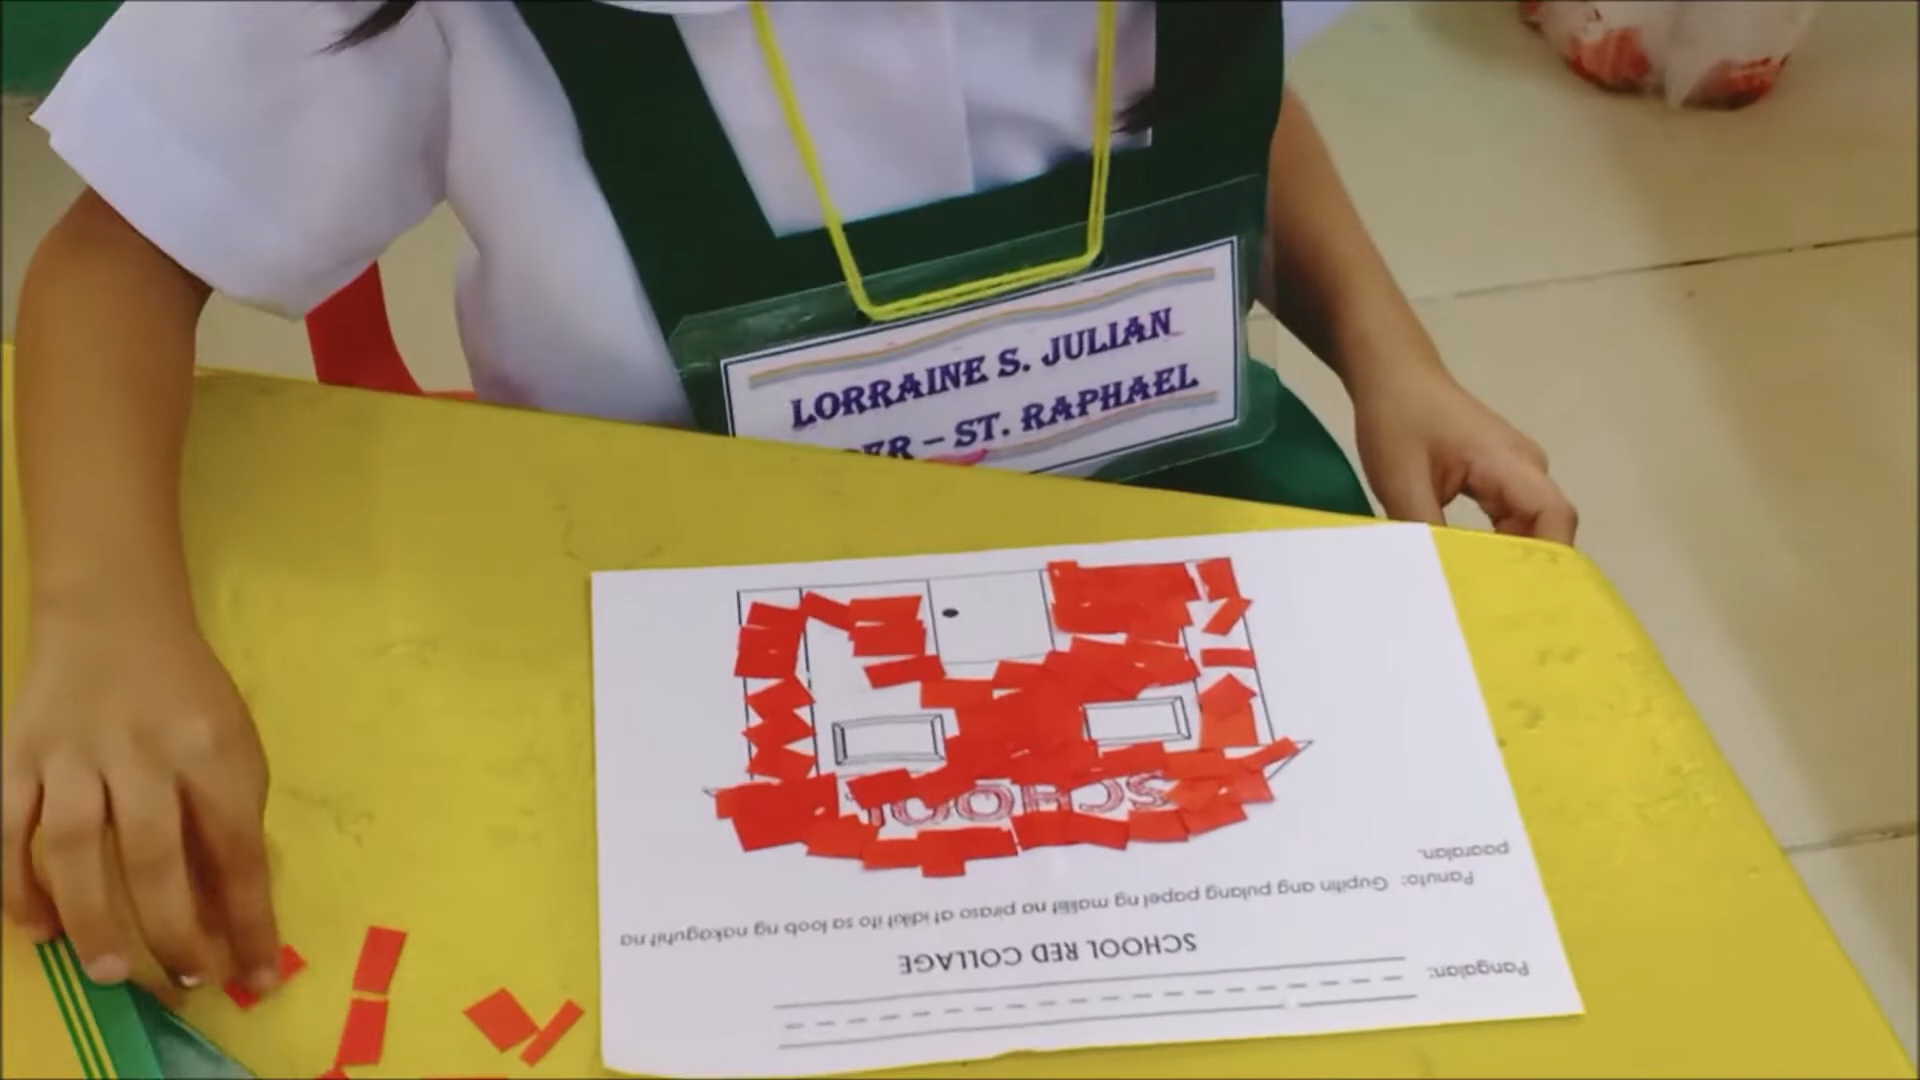 LORRAINE S. JULIAN
– ST. RAPHAEL
Pangalan:
SCHOOL RED COLLAGE
Panuto: Gupitin ang pulang papel ng maliit na piraso at idikit ito sa loob ng nakaguhit na
paaralan.
SCHOOL